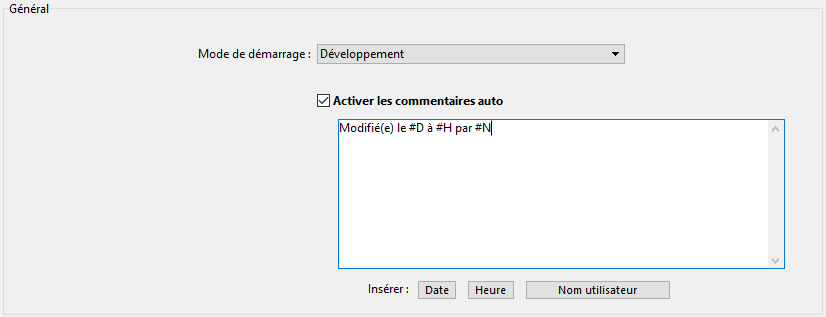 Général
Mode de démarrage : Développement
Activer les commentaires auto
Modifié(e) le #D à #H par #N
Insérer : Date Heure Nom utilisateur